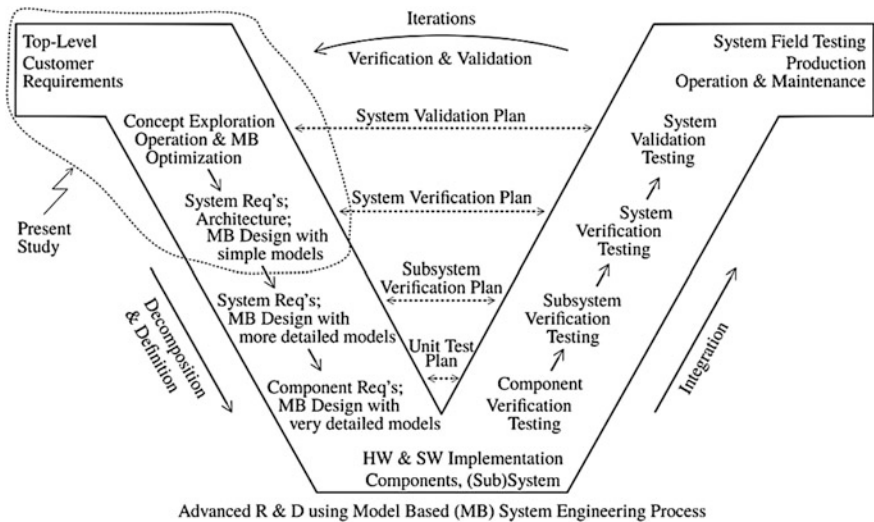 Top-Level
Customer
Requirements
Iterations
Verification & Validation
System Field Testing
Production
Operation & Maintenance
Concept Exploration
Operation & MB
Optimization
System Validation Plan
System
Validation
Testing
Present
Study
System Req's;
Architecture;
MB Design with
simple models
System Verification Plan
System
Verification
Testing
Decomposition
& Definition
System Req's;
MB Design with
more detailed models
Subsystem
Verification Plan
Subsystem
Verification
Testing
Integration
Component Req's;
MB Design with
very detailed models
Unit Test
Plan
Component
Verification
Testing
HW & SW Implementation
Components, (Sub)System
Advanced R & D using Model Based (MB) System Engineering Process